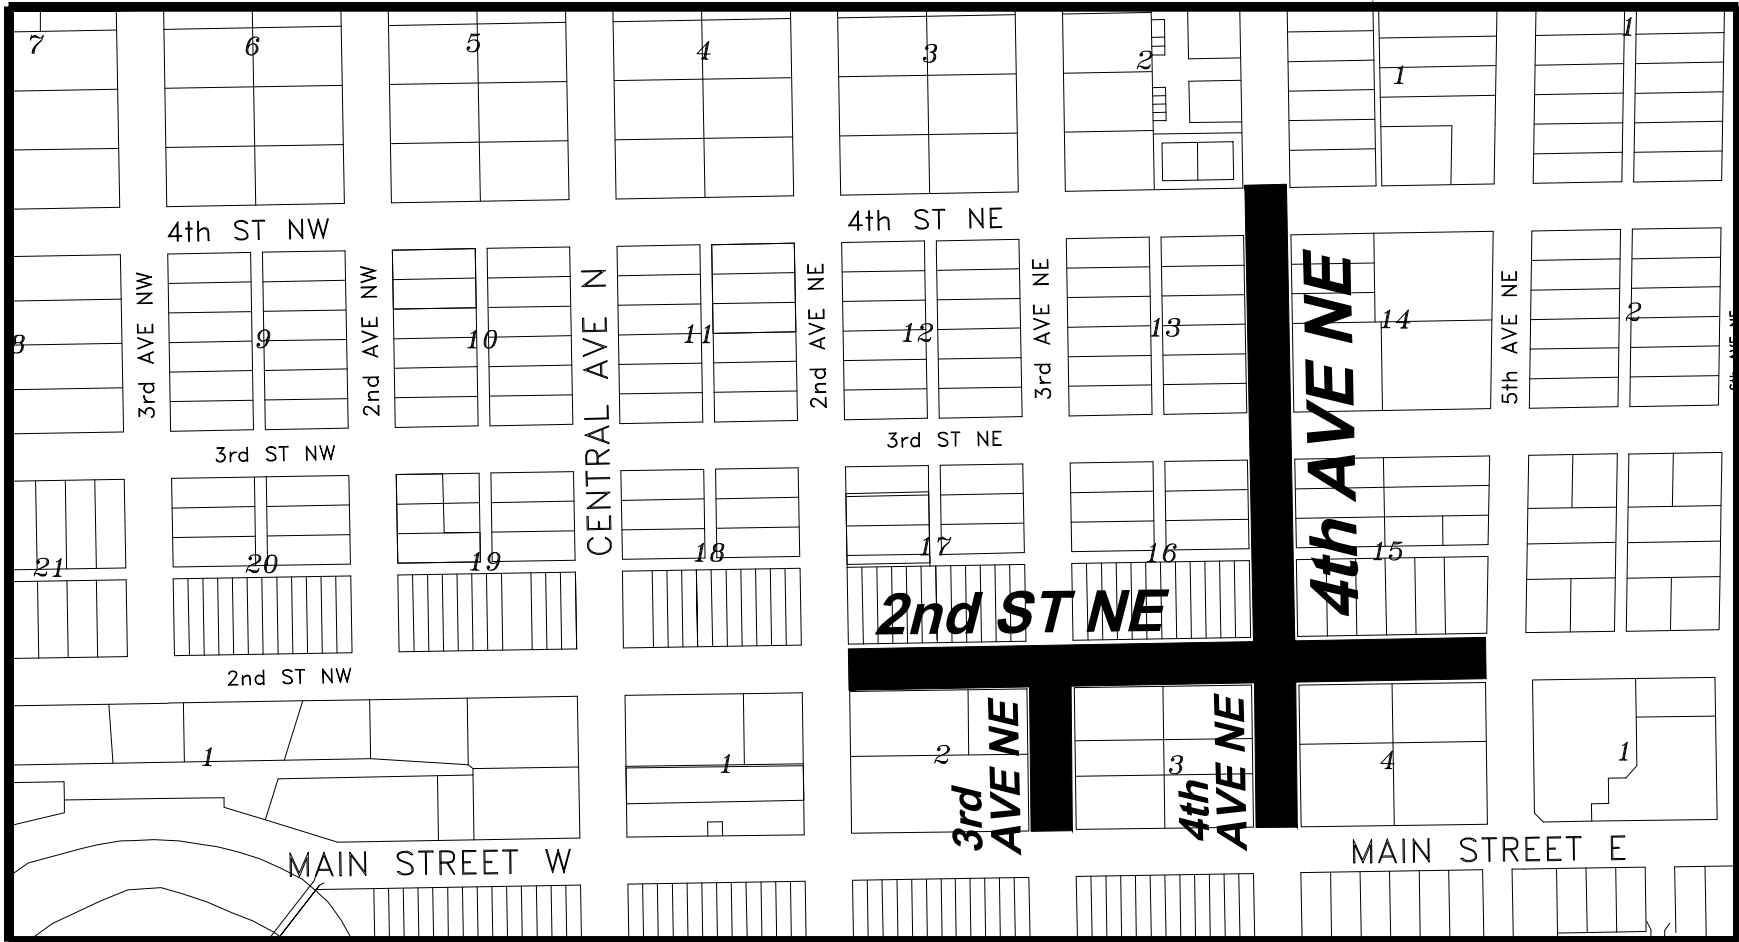 7
6
5
4
3
2
1
1
4th ST NW
4th ST NE
3rd AVE NW
2nd AVE NW
CENTRAL AVE N
2nd AVE NE
3rd AVE NE
4th AVE NE
5th AVE NE
8
9
10
11
12
13
14
2
3rd ST NW
3rd ST NE
21
20
19
18
17
16
15
2nd ST NE
2nd ST NW
3rd
AVE NE
4th
AVE NE
1
1
2
3
4
1
MAIN STREET W
MAIN STREET E